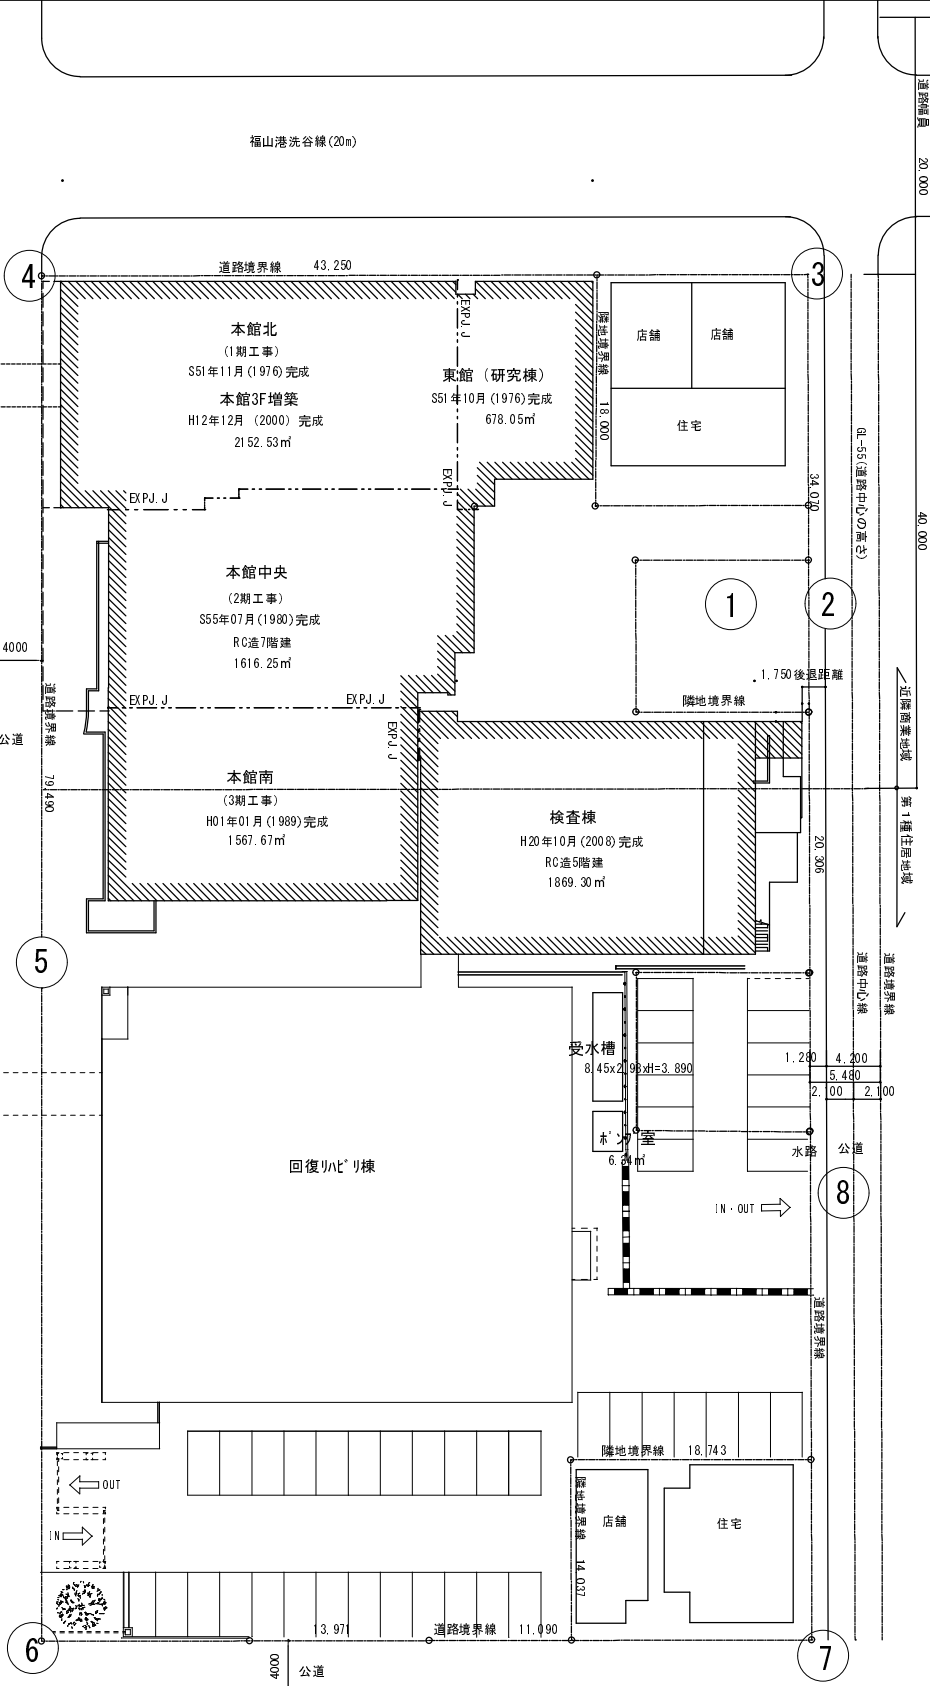 道路幅員 20.000
福山港洗谷線(20m)
4
道路境界線 43.250
3
本館北
(1期工事)
S51年11月(1976)完成
本館3F増築
H12年12月 (2000) 完成
2152.53㎡
EXPJ.J
東館 (研究棟)
S51年10月(1976)完成
678.05㎡
隣地境界線 18.000
店舗
店舗
住宅
34.070
GL-55(道路中心の高さ)
40.000
EXPJ.J
EXPJ.J
本館中央
(2期工事)
S55年07月(1980)完成
RC造7階建
1616.25㎡
1
2
4000
公道
道路境界線 79.490
EXPJ.J
EXPJ.J
EXPJ.J
1.750後退距離
隣地境界線
近隣商業地域
第1種住居地域
本館南
(3期工事)
H01年01月(1989)完成
1567.67㎡
検査棟
H20年10月(2008)完成
RC造5階建
1869.30㎡
20.306
5
道路中心線
道路境界線
受水槽
8.45x2.98xH=3.890
1.280
4.200
5.480
2.100
2.100
ポンプ室
6.34㎡
水路
公道
回復リハビリ棟
8
IN・OUT
道路境界線
隣地境界線 18.743
OUT
IN
隣地境界線 14.037
店舗
住宅
6
13.971
道路境界線
11.090
7
4000
公道